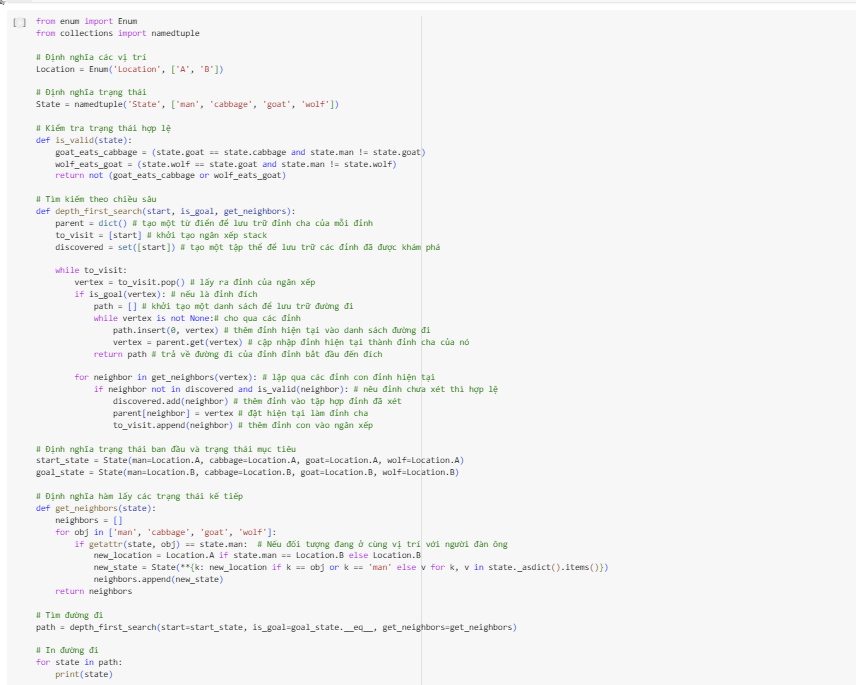 [ ]
from enum import Enum
from collections import namedtuple
# Định nghĩa các vị trí
Location = Enum('Location', ['A', 'B'])
# Định nghĩa trạng thái
State = namedtuple('State', ['man', 'cabbage', 'goat', 'wolf'])
# Kiểm tra trạng thái hợp lệ
def is_valid(state):
    goat_eats_cabbage = (state.goat == state.cabbage and state.man != state.goat)
    wolf_eats_goat = (state.wolf == state.goat and state.man != state.wolf)
    return not (goat_eats_cabbage or wolf_eats_goat)
# Tìm kiếm theo chiều sâu
def depth_first_search(start, is_goal, get_neighbors):
    parent = dict() # tạo một từ điển để lưu trữ đỉnh cha của mỗi đỉnh
    to_visit = [start] # khởi tạo ngăn xếp stack
    discovered = set([start]) # tạo một tập thể để lưu trữ các đỉnh đã được khám phá
    while to_visit:
        vertex = to_visit.pop() # lấy ra đỉnh của ngăn xếp
        if is_goal(vertex): # nếu là đỉnh đích
            path = [] # khởi tạo một danh sách để lưu trữ đường đi
            while vertex is not None:# cho qua các đỉnh
                path.insert(0, vertex) # thêm đỉnh hiện tại vào danh sách đường đi
                vertex = parent.get(vertex) # cập nhập đỉnh hiện tại thành đỉnh cha của nó
            return path # trả về đường đi của đỉnh đỉnh bắt đầu đến đích
        for neighbor in get_neighbors(vertex): # lặp qua các đỉnh con đỉnh hiện tại
            if neighbor not in discovered and is_valid(neighbor): # nếu đỉnh chưa xét thì hợp lệ
                discovered.add(neighbor) # thêm đỉnh vào tập hợp đỉnh đã xét
                parent[neighbor] = vertex # đặt hiện tại làm đỉnh cha
                to_visit.append(neighbor) # thêm đỉnh con vào ngăn xếp
# Định nghĩa trạng thái ban đầu và trạng thái mục tiêu
start_state = State(man=Location.A, cabbage=Location.A, goat=Location.A, wolf=Location.A)
goal_state = State(man=Location.B, cabbage=Location.B, goat=Location.B, wolf=Location.B)
# Định nghĩa hàm lấy các trạng thái kế tiếp
def get_neighbors(state):
    neighbors = []
    for obj in ['man', 'cabbage', 'goat', 'wolf']:
        if getattr(state, obj) == state.man:  # Nếu đối tượng đang ở cùng vị trí với người đàn ông
            new_location = Location.A if state.man == Location.B else Location.B
            new_state = State(**{k: new_location if k == obj or k == 'man' else v for k, v in state._asdict().items()})
            neighbors.append(new_state)
    return neighbors
# Tìm đường đi
path = depth_first_search(start=start_state, is_goal=goal_state.__eq__, get_neighbors=get_neighbors)
# In đường đi
for state in path:
    print(state)